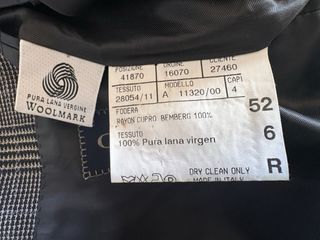 PURA LANA VERGINE
WOOLMARK
POSIZIONE ORDINE CLIENTE
41870 16070 27460
TESSUTO MODELLO CAPI
28054/11 A 11320/00 4
FODERA
RAYON CUPRO BEMBERG 100%
TESSUTO
100% Pura lana virgen
52
6
R
DRY CLEAN ONLY
MADE IN ITALY